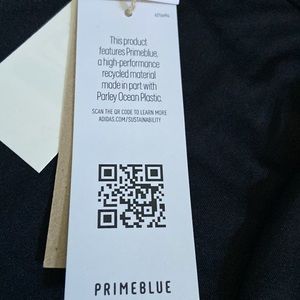 This product
features Primeblue,
a high-performance
recycled material
made in part with
Parley Ocean Plastic.
SCAN THE QR CODE TO LEARN MORE
ADIDAS.COM/SUSTAINABILITY
PRIMEBLUE